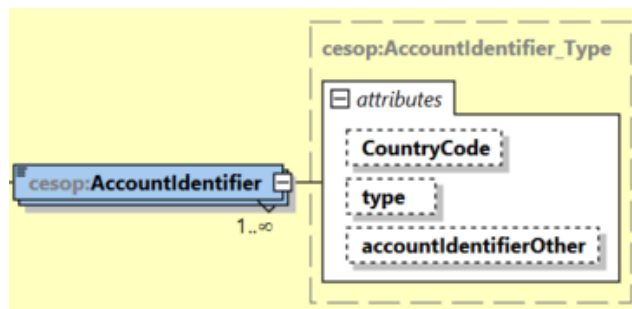 cesop:AccountIdentifier_Type
attributes
CountryCode
type
cesop:AccountIdentifier
1..∞
accountIdentifierOther